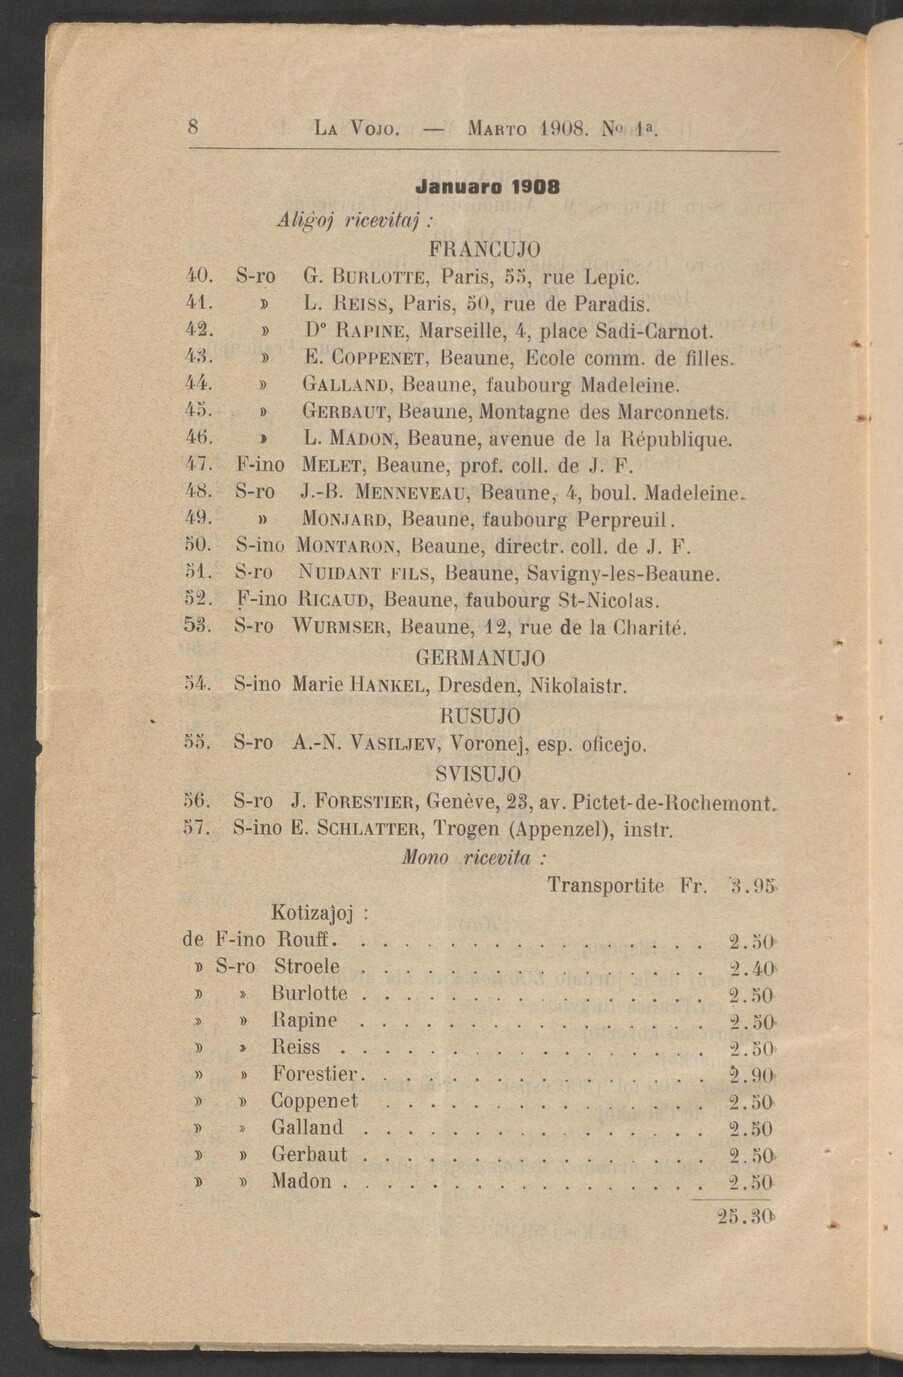 8 LA VOJO. — MARTO 1908. Nº 1ª.
Januaro 1908
Aliĝoj ricevitaj :
FRANCUJO
40. S-ro G. BURLOTTE, Paris, 55, rue Lepic.
41. » L. REISS, Paris, 50, rue de Paradis.
42. » Dº RAPINE, Marseille, 4, place Sadi-Carnot.
43. » E. COPPENET, Beaune, Ecole comm. de filles.
44. » GALLAND, Beaune, faubourg Madeleine.
45. » GERBAUT, Beaune, Montagne des Marconnets.
46. » L. MADON, Beaune, avenue de la République.
47. F-ino MELET, Beaune, prof. coll. de J. F.
48. S-ro J.-B. MENNEVEAU, Beaune, 4, boul. Madeleine.
49. » MONJARD, Beaune, faubourg Perpreuil.
50. S-ino MONTARON, Beaune, directr. coll. de J. F.
51. S-ro NUIDANT FILS, Beaune, Savigny-les-Beaune.
52. F-ino RICAUD, Beaune, faubourg St-Nicolas.
53. S-ro WURMSER, Beaune, 12, rue de la Charité.
GERMANUJO
54. S-ino Marie HANKEL, Dresden, Nikolaistr.
RUSUJO
55. S-ro A.-N. VASILJEV, Voroneĵ, esp. oficejo.
SVISUJO
56. S-ro J. FORESTIER, Genève, 23, av. Pictet-de-Rochemont.
57. S-ino E. SCHLATTER, Trogen (Appenzel), instr.
Mono ricevita :
Transportite Fr. 3.95
Kotizaĵoj :
de F-ino Rouff. . . . . . . . . . . . . . . . . . 2.50
» S-ro Stroele . . . . . . . . . . . . . . . . 2.40
» » Burlotte . . . . . . . . . . . . . . . . 2.50
» » Rapine . . . . . . . . . . . . . . . . 2.50
» » Reiss . . . . . . . . . . . . . . . . . 2.50
» » Forestier. . . . . . . . . . . . . . . . 2.90
» » Coppenet . . . . . . . . . . . . . . . 2.50
» » Galland . . . . . . . . . . . . . . . . 2.50
» » Gerbaut . . . . . . . . . . . . . . . . 2.50
» » Madon . . . . . . . . . . . . . . . . . 2.50
25.30